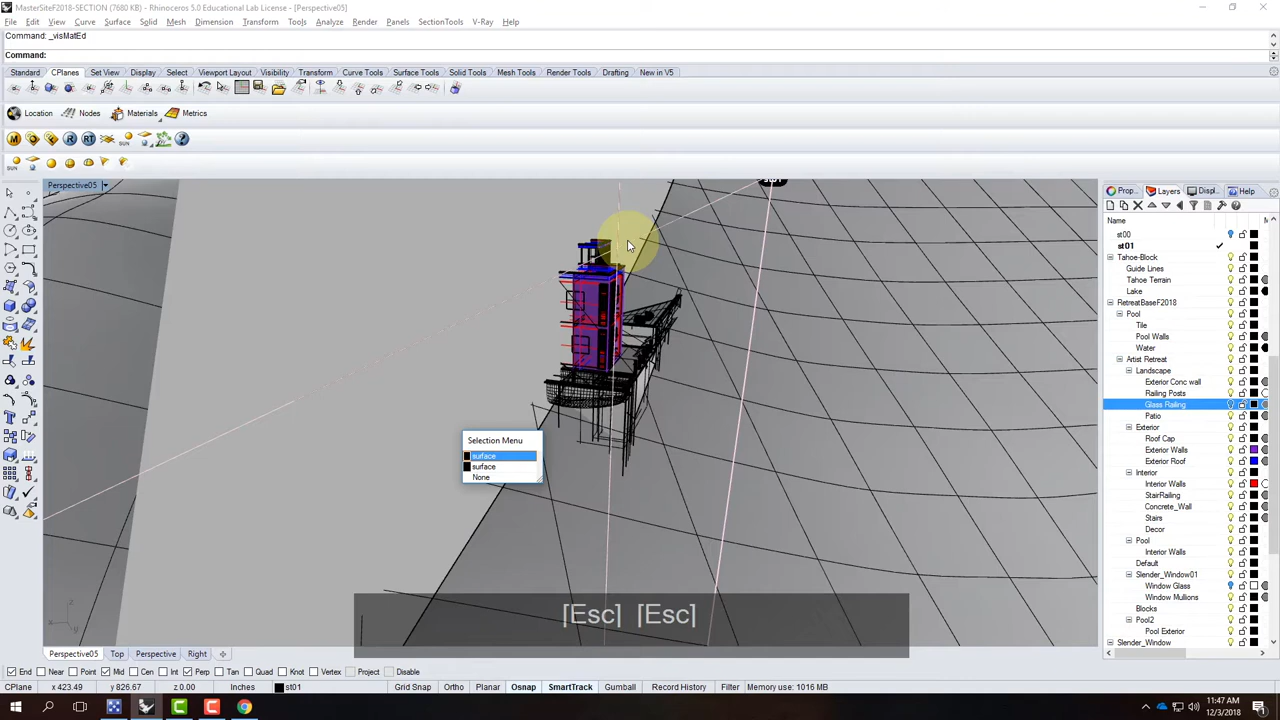 MasterSiteF2018-SECTION (7680 KB) - Rhinoceros 5.0 Educational Lab License - [Perspective05]
File Edit View Curve Surface Solid Mesh Dimension Transform Tools Analyze Render Panels SectionTools V-Ray Help
Command: _visMatEd
Command:
Standard CPlanes Set View Display Select Viewport Layout Visibility Transform Curve Tools Surface Tools Solid Tools Mesh Tools Render Tools Drafting New in V5
Location Nodes Materials Metrics
M R RT SUN ?
SUN
Perspective05
st01
Prop... Layers Displ... Help
Name M
st00
st01
Tahoe-Block
Guide Lines
Tahoe Terrain
Lake
RetreatBaseF2018
Pool
Tile
Pool Walls
Water
Artist Retreat
Landscape
Exterior Conc wall
Railing Posts
Glass Railing
Patio
Exterior
Roof Cap
Exterior Walls
Exterior Roof
Interior
Interior Walls
StairRailing
Concrete_Wall
Stairs
Decor
Pool
Interior Walls
Default
Slender_Window01
Window Glass
Window Mullions
Blocks
Pool2
Pool Exterior
Slender_Window
Selection Menu
surface
surface
None
[Esc] [Esc]
z
x y
Perspective05 Top Perspective Right
End Near Point Mid Cen Int Perp Tan Quad Knot Vertex Project Disable
CPlane x 423.49 y 826.67 z 0.00 Inches st01 Grid Snap Ortho Planar Osnap SmartTrack Gumball Record History Filter Memory use: 1016 MB
11:47 AM
12/3/2018